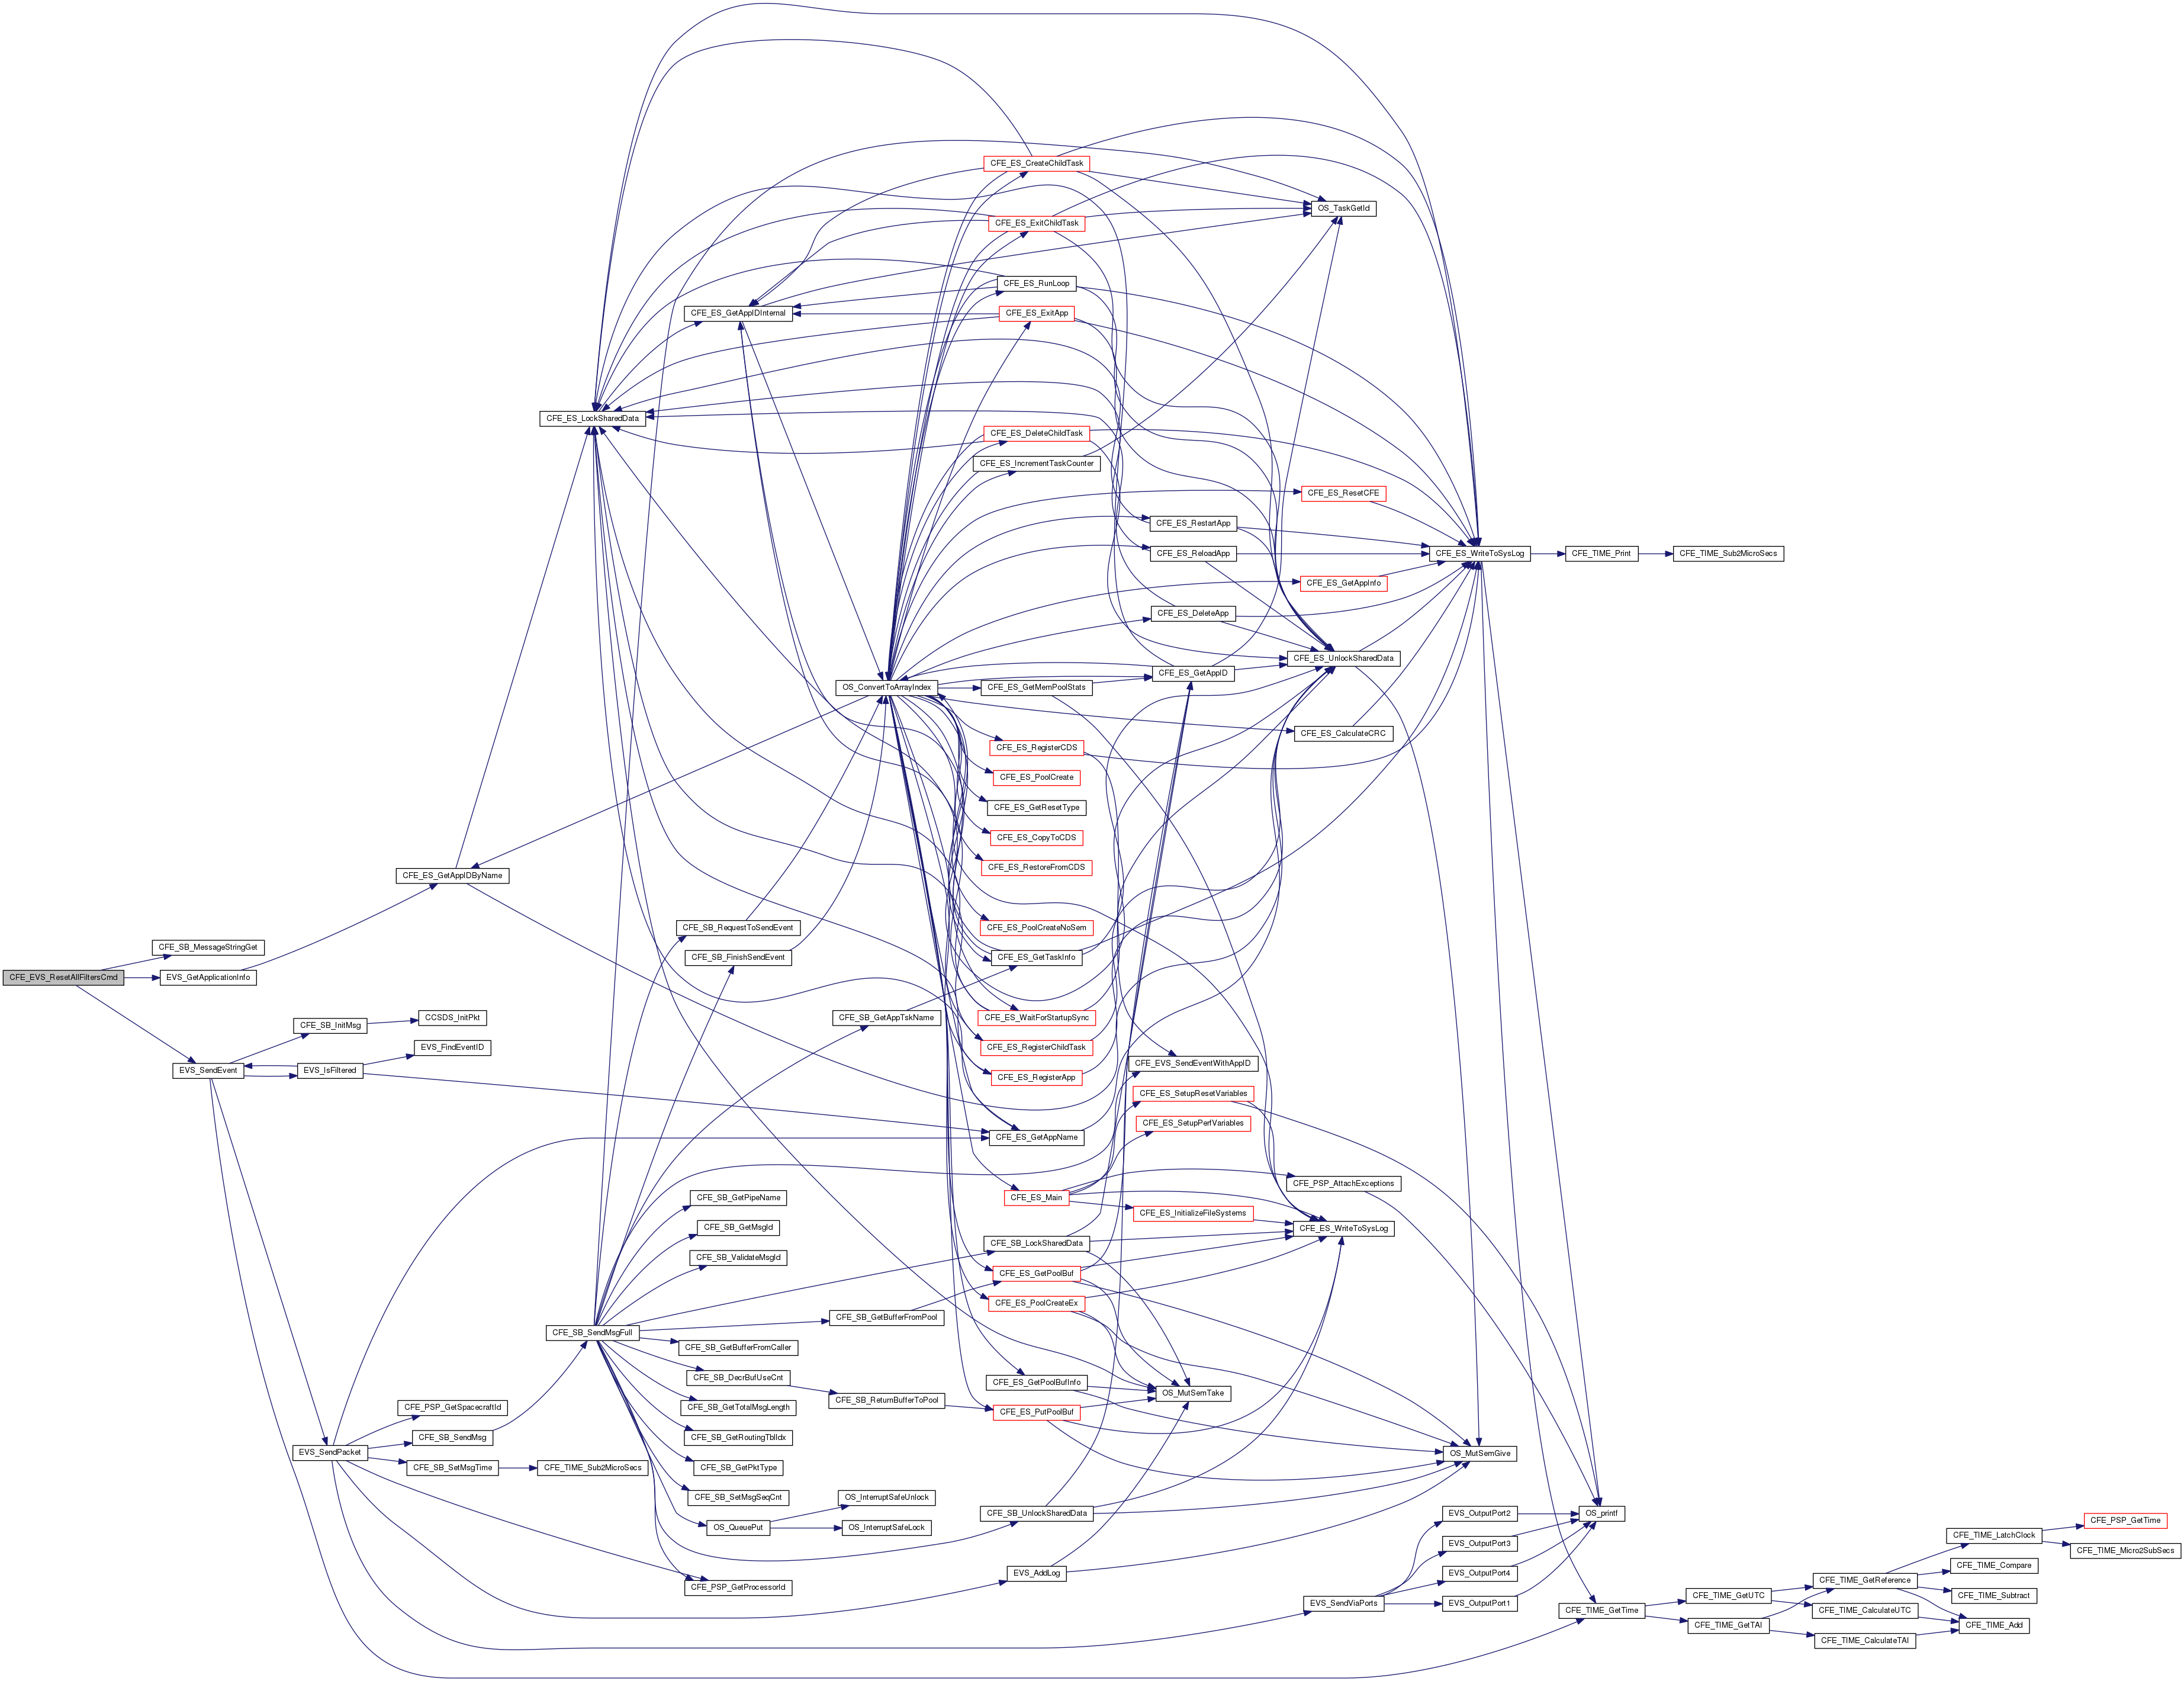 CFE_ES_CreateChildTask
OS_TaskGetId
CFE_ES_ExitChildTask
CFE_ES_RunLoop
CFE_ES_GetAppIDInternal
CFE_ES_ExitApp
CFE_ES_LockSharedData
CFE_ES_DeleteChildTask
CFE_ES_IncrementTaskCounter
CFE_ES_ResetCFE
CFE_ES_RestartApp
CFE_ES_ReloadApp
CFE_ES_WriteToSysLog
CFE_TIME_Print
CFE_TIME_Sub2MicroSecs
CFE_ES_GetAppInfo
CFE_ES_DeleteApp
CFE_ES_UnlockSharedData
CFE_ES_GetAppID
OS_ConvertToArrayIndex
CFE_ES_GetMemPoolStats
CFE_ES_CalculateCRC
CFE_ES_RegisterCDS
CFE_ES_PoolCreate
CFE_ES_GetResetType
CFE_ES_CopyToCDS
CFE_ES_RestoreFromCDS
CFE_ES_GetAppIDByName
CFE_SB_RequestToSendEvent
CFE_ES_PoolCreateNoSem
CFE_SB_MessageStringGet
CFE_SB_FinishSendEvent
CFE_ES_GetTaskInfo
CFE_EVS_ResetAllFiltersCmd
EVS_GetApplicationInfo
CFE_SB_GetAppTskName
CFE_ES_WaitForStartupSync
CCSDS_InitPkt
CFE_SB_InitMsg
EVS_FindEventID
CFE_ES_RegisterChildTask
CFE_EVS_SendEventWithAppID
EVS_SendEvent
EVS_IsFiltered
CFE_ES_RegisterApp
CFE_ES_SetupResetVariables
CFE_ES_SetupPerfVariables
CFE_ES_GetAppName
CFE_PSP_AttachExceptions
CFE_SB_GetPipeName
CFE_ES_Main
CFE_ES_InitializeFileSystems
CFE_SB_GetMsgId
CFE_ES_WriteToSysLog
CFE_SB_LockSharedData
CFE_SB_ValidateMsgId
CFE_ES_GetPoolBuf
CFE_ES_PoolCreateEx
CFE_SB_GetBufferFromPool
CFE_SB_SendMsgFull
CFE_SB_GetBufferFromCaller
CFE_SB_DecrBufUseCnt
CFE_ES_GetPoolBufInfo
OS_MutSemTake
CFE_SB_ReturnBufferToPool
CFE_PSP_GetSpacecraftId
CFE_SB_GetTotalMsgLength
CFE_ES_PutPoolBuf
CFE_SB_SendMsg
CFE_SB_GetRoutingTblIdx
EVS_SendPacket
OS_MutSemGive
CFE_SB_SetMsgTime
CFE_TIME_Sub2MicroSecs
CFE_SB_GetPktType
CFE_SB_SetMsgSeqCnt
OS_InterruptSafeUnlock
CFE_SB_UnlockSharedData
EVS_OutputPort2
OS_printf
OS_QueuePut
OS_InterruptSafeLock
CFE_PSP_GetTime
CFE_TIME_LatchClock
EVS_OutputPort3
CFE_TIME_Micro2SubSecs
CFE_TIME_Compare
EVS_AddLog
EVS_OutputPort4
CFE_TIME_GetReference
CFE_PSP_GetProcessorId
CFE_TIME_GetUTC
CFE_TIME_Subtract
EVS_SendViaPorts
EVS_OutputPort1
CFE_TIME_GetTime
CFE_TIME_CalculateUTC
CFE_TIME_GetTAI
CFE_TIME_Add
CFE_TIME_CalculateTAI